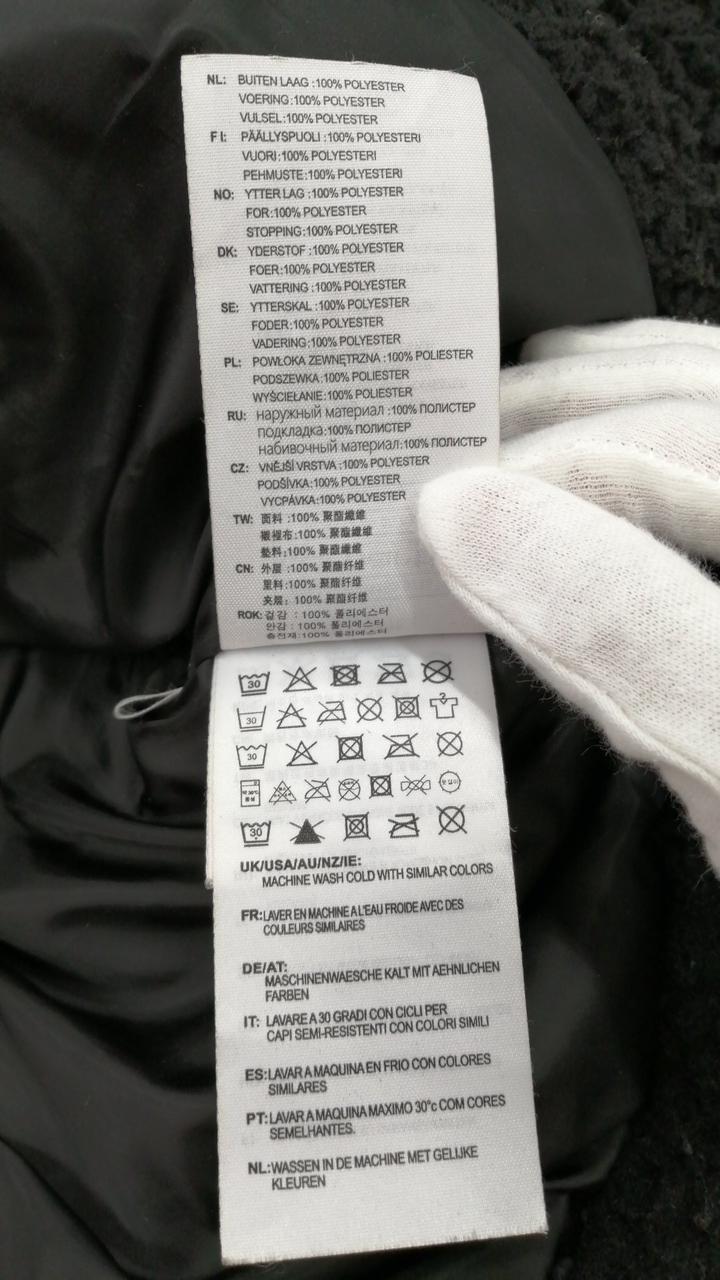 NL: BUITEN LAAG :100% POLYESTER
VOERING:100% POLYESTER
VULSEL:100% POLYESTER
FI: PÄÄLLYSPUOLI :100% POLYESTERI
VUORI:100% POLYESTERI
PEHMUSTE:100% POLYESTERI
NO: YTTER LAG :100% POLYESTER
FOR:100% POLYESTER
STOPPING:100% POLYESTER
DK: YDERSTOF :100% POLYESTER
FOER:100% POLYESTER
VATTERING :100% POLYESTER
SE: YTTERSKAL :100% POLYESTER
FODER:100% POLYESTER
VADERING:100% POLYESTER
PL: POWŁOKA ZEWNĘTRZNA :100% POLIESTER
PODSZEWKA:100% POLIESTER
WYŚCIEŁANIE:100% POLIESTER
RU: наружный материал :100% ПОЛИСТЕР
подкладка:100% ПОЛИСТЕР
набивочный материал:100% ПОЛИСТЕР
CZ: VNĚJŠÍ VRSTVA :100% POLYESTER
PODŠÍVKA:100% POLYESTER
VYCPÁVKA:100% POLYESTER
TW: 面料 :100% 聚酯纖維
襯裡布:100% 聚酯纖維
墊料:100% 聚酯纖維
CN: 外层 :100% 聚酯纤维
里料:100% 聚酯纤维
夹层: 100% 聚酯纤维
ROK: 겉감 : 100% 폴리에스터
안감 : 100% 폴리에스터
충전재:100% 폴리에스터
30
30
30
30
UK/USA/AU/NZ/IE:
MACHINE WASH COLD WITH SIMILAR COLORS
FR:LAVER EN MACHINE A L'EAU FROIDE AVEC DES
COULEURS SIMILAIRES
DE/AT:
MASCHINENWAESCHE KALT MIT AEHNLICHEN
FARBEN
IT: LAVARE A 30 GRADI CON CICLI PER
CAPI SEMI-RESISTENTI CON COLORI SIMILI
ES:LAVAR A MAQUINA EN FRIO CON COLORES
SIMILARES
PT:LAVAR A MAQUINA MAXIMO 30°c COM CORES
SEMELHANTES.
NL:WASSEN IN DE MACHINE MET GELIJKE
KLEUREN